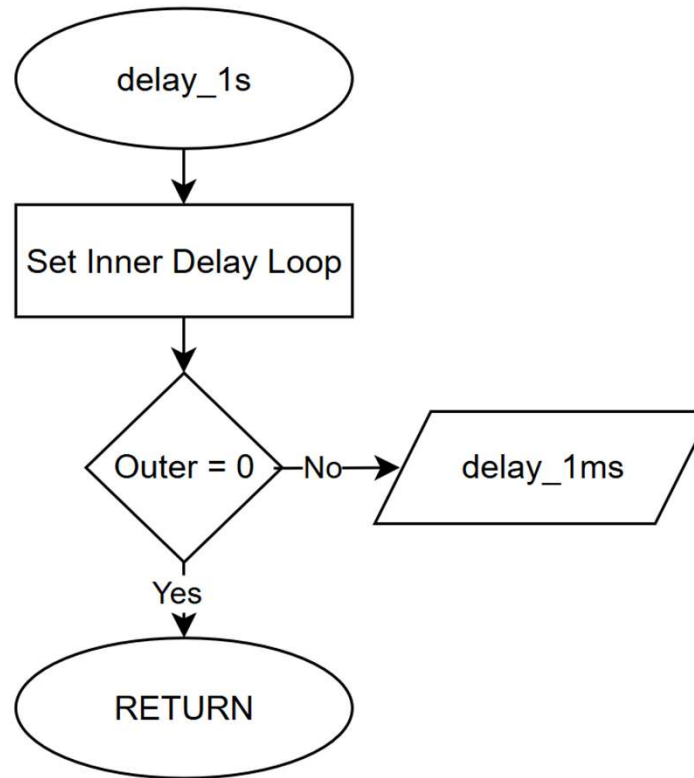 delay_1s
Set Inner Delay Loop
Outer = 0
No
delay_1ms
Yes
RETURN